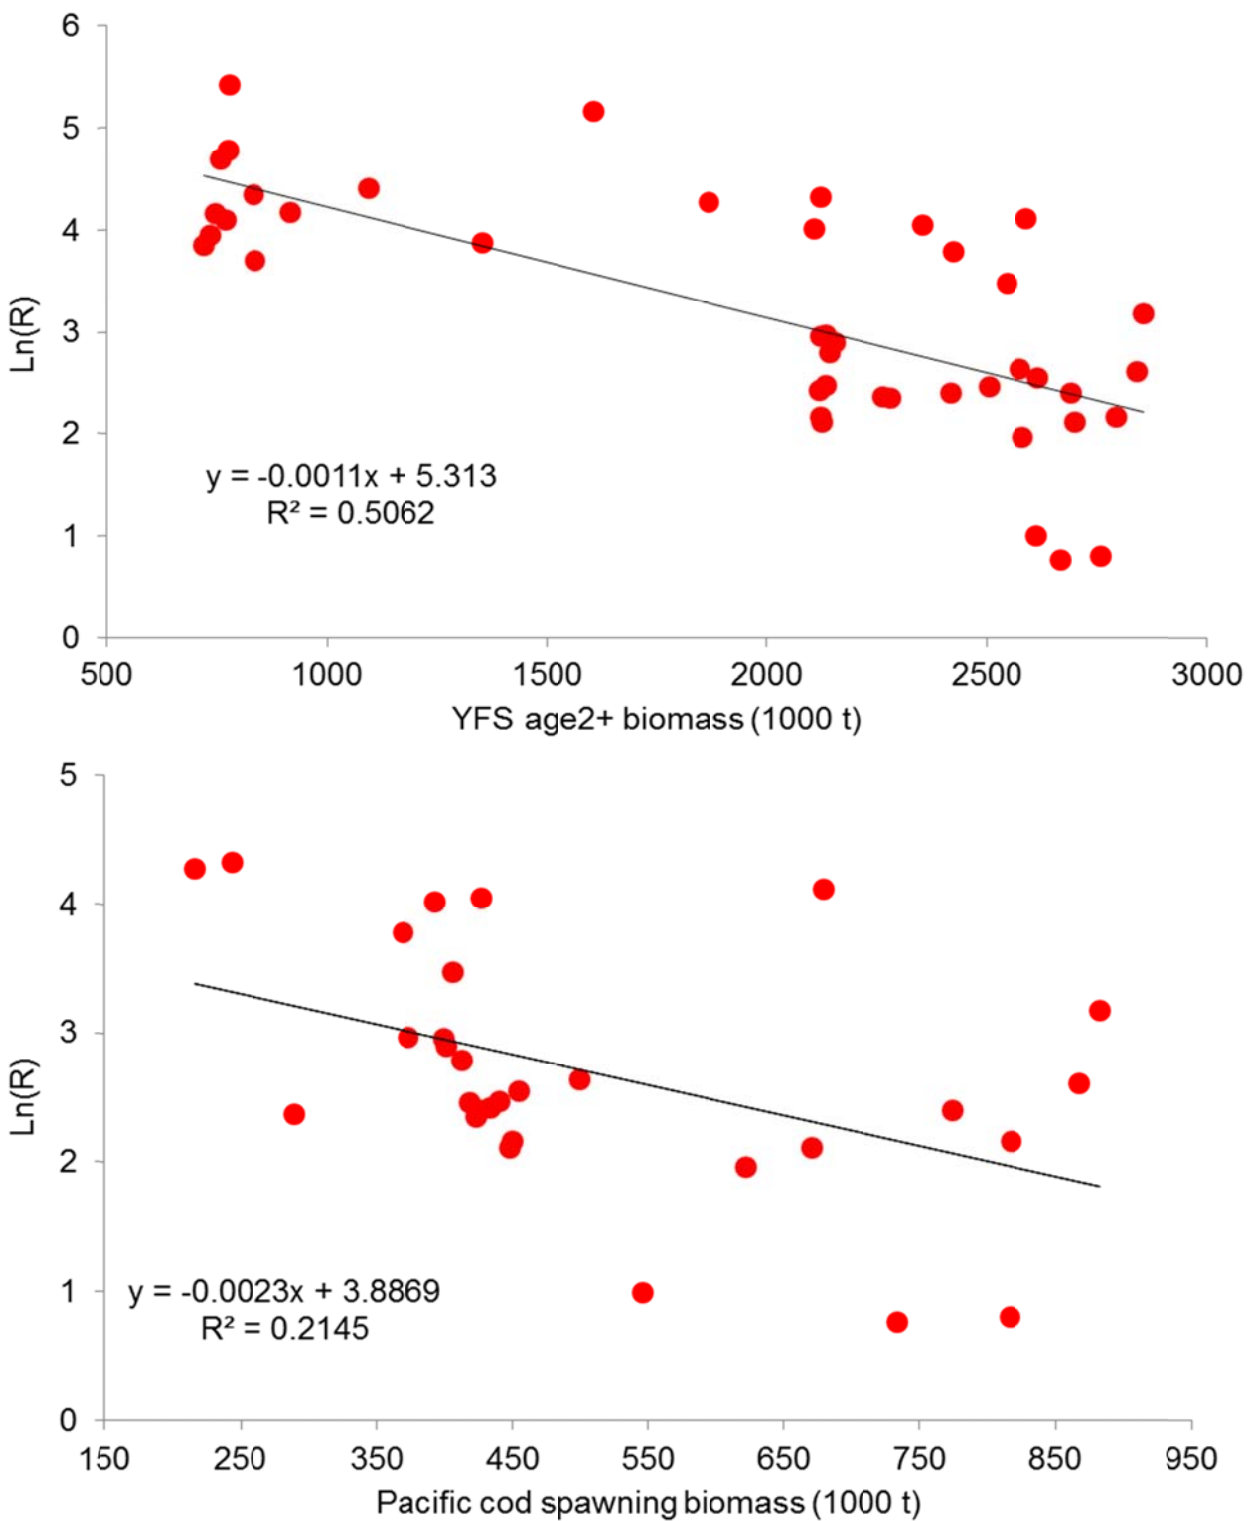 6
5
4
3
2
1
0
Ln(R)
y = -0.0011x + 5.313
R² = 0.5062
500 1000 1500 2000 2500 3000
YFS age2+ biomass (1000 t)
5
4
3
2
1
0
Ln(R)
y = -0.0023x + 3.8869
R² = 0.2145
150 250 350 450 550 650 750 850 950
Pacific cod spawning biomass (1000 t)